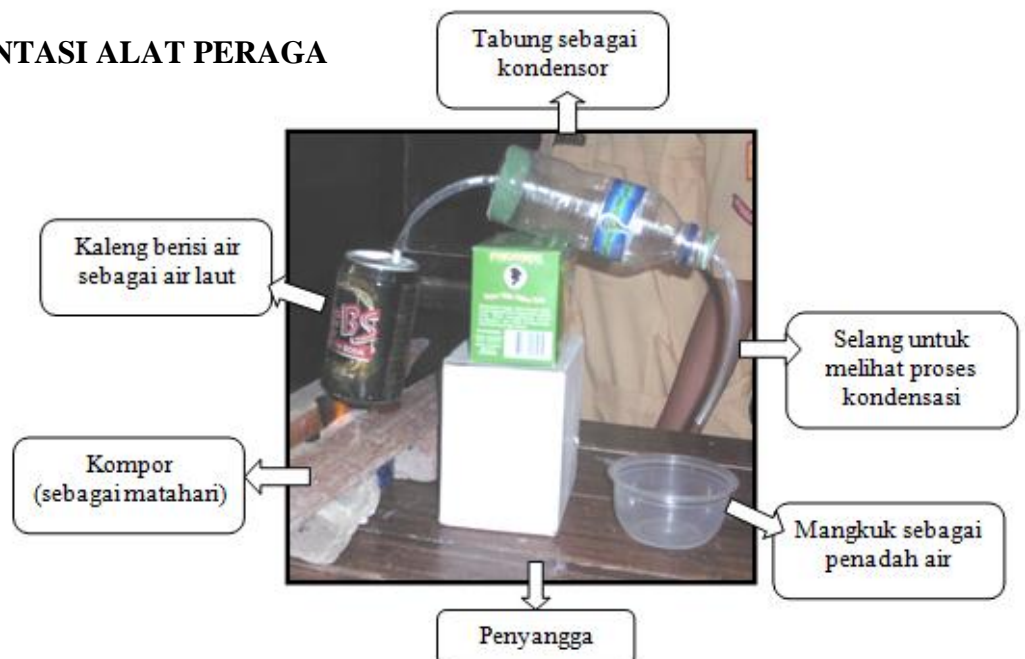 NTASI ALAT PERAGA
Tabung sebagai
kondensor
Kaleng berisi air
sebagai air laut
BS
Selang untuk
melihat proses
kondensasi
Kompor
(sebagai matahari)
Mangkuk sebagai
penadah air
Penyangga